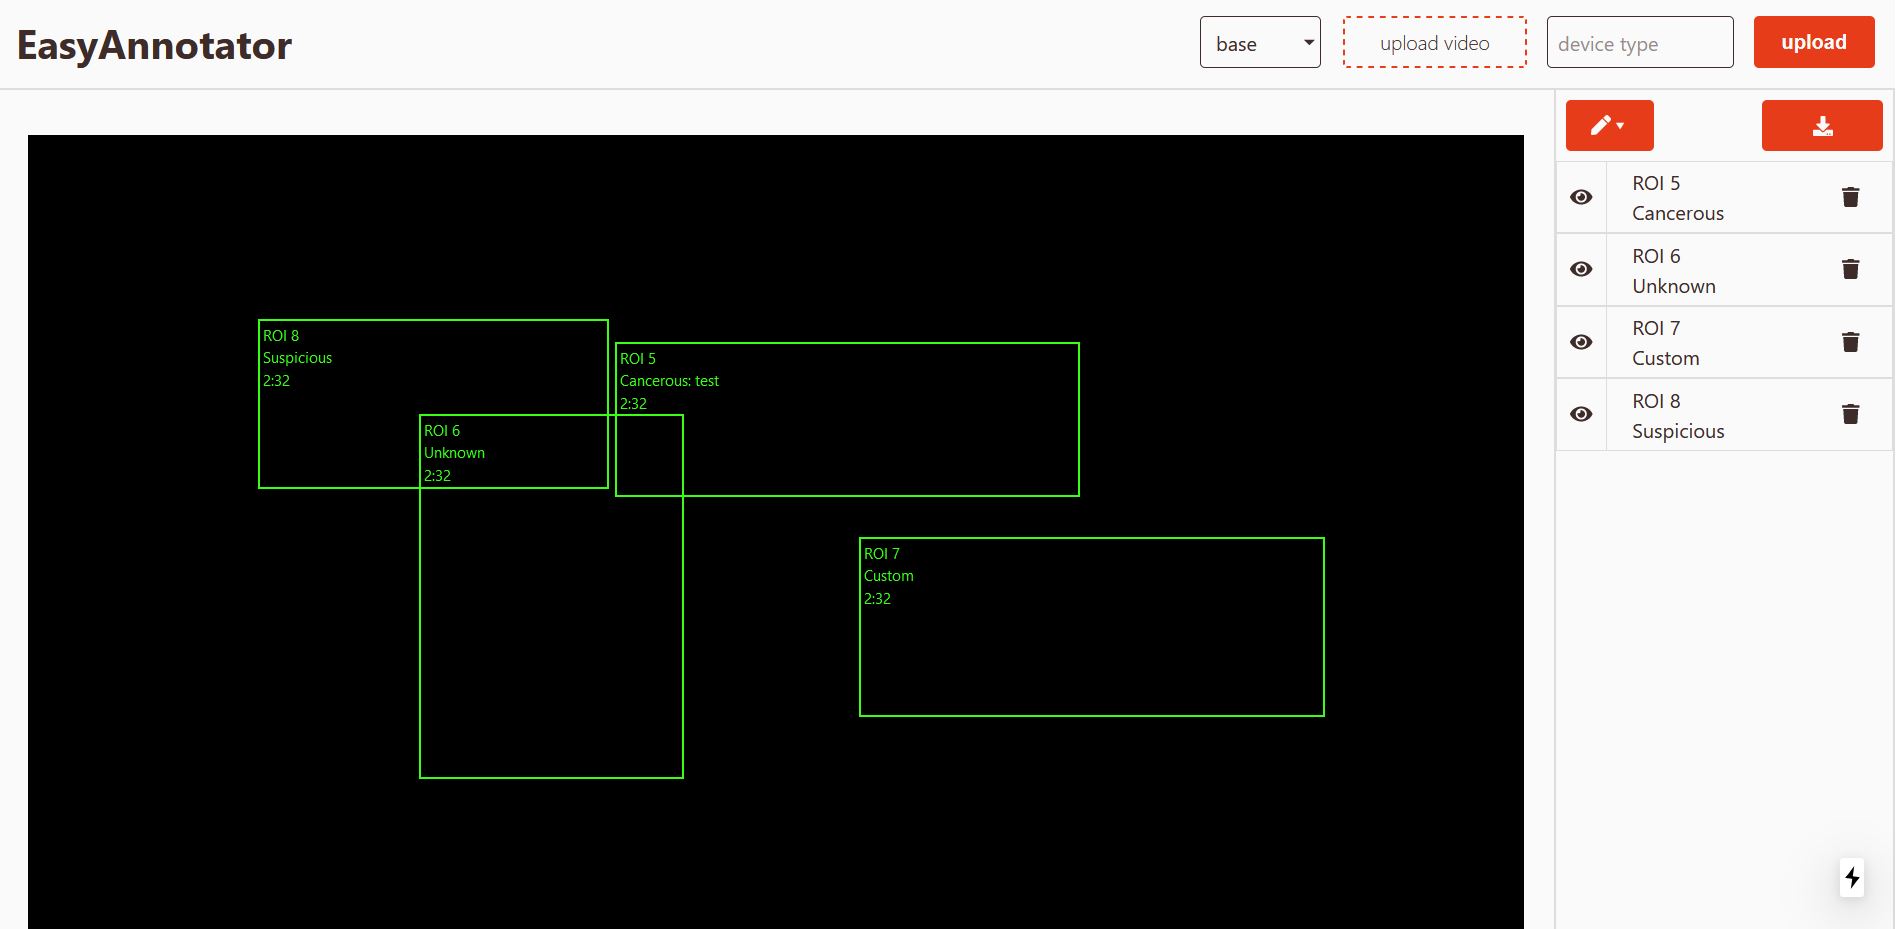 EasyAnnotator
base
upload video
device type
upload
ROI 8
Suspicious
2:32
ROI 5
Cancerous: test
2:32
ROI 6
Unknown
2:32
ROI 7
Custom
2:32
ROI 5
Cancerous
ROI 6
Unknown
ROI 7
Custom
ROI 8
Suspicious